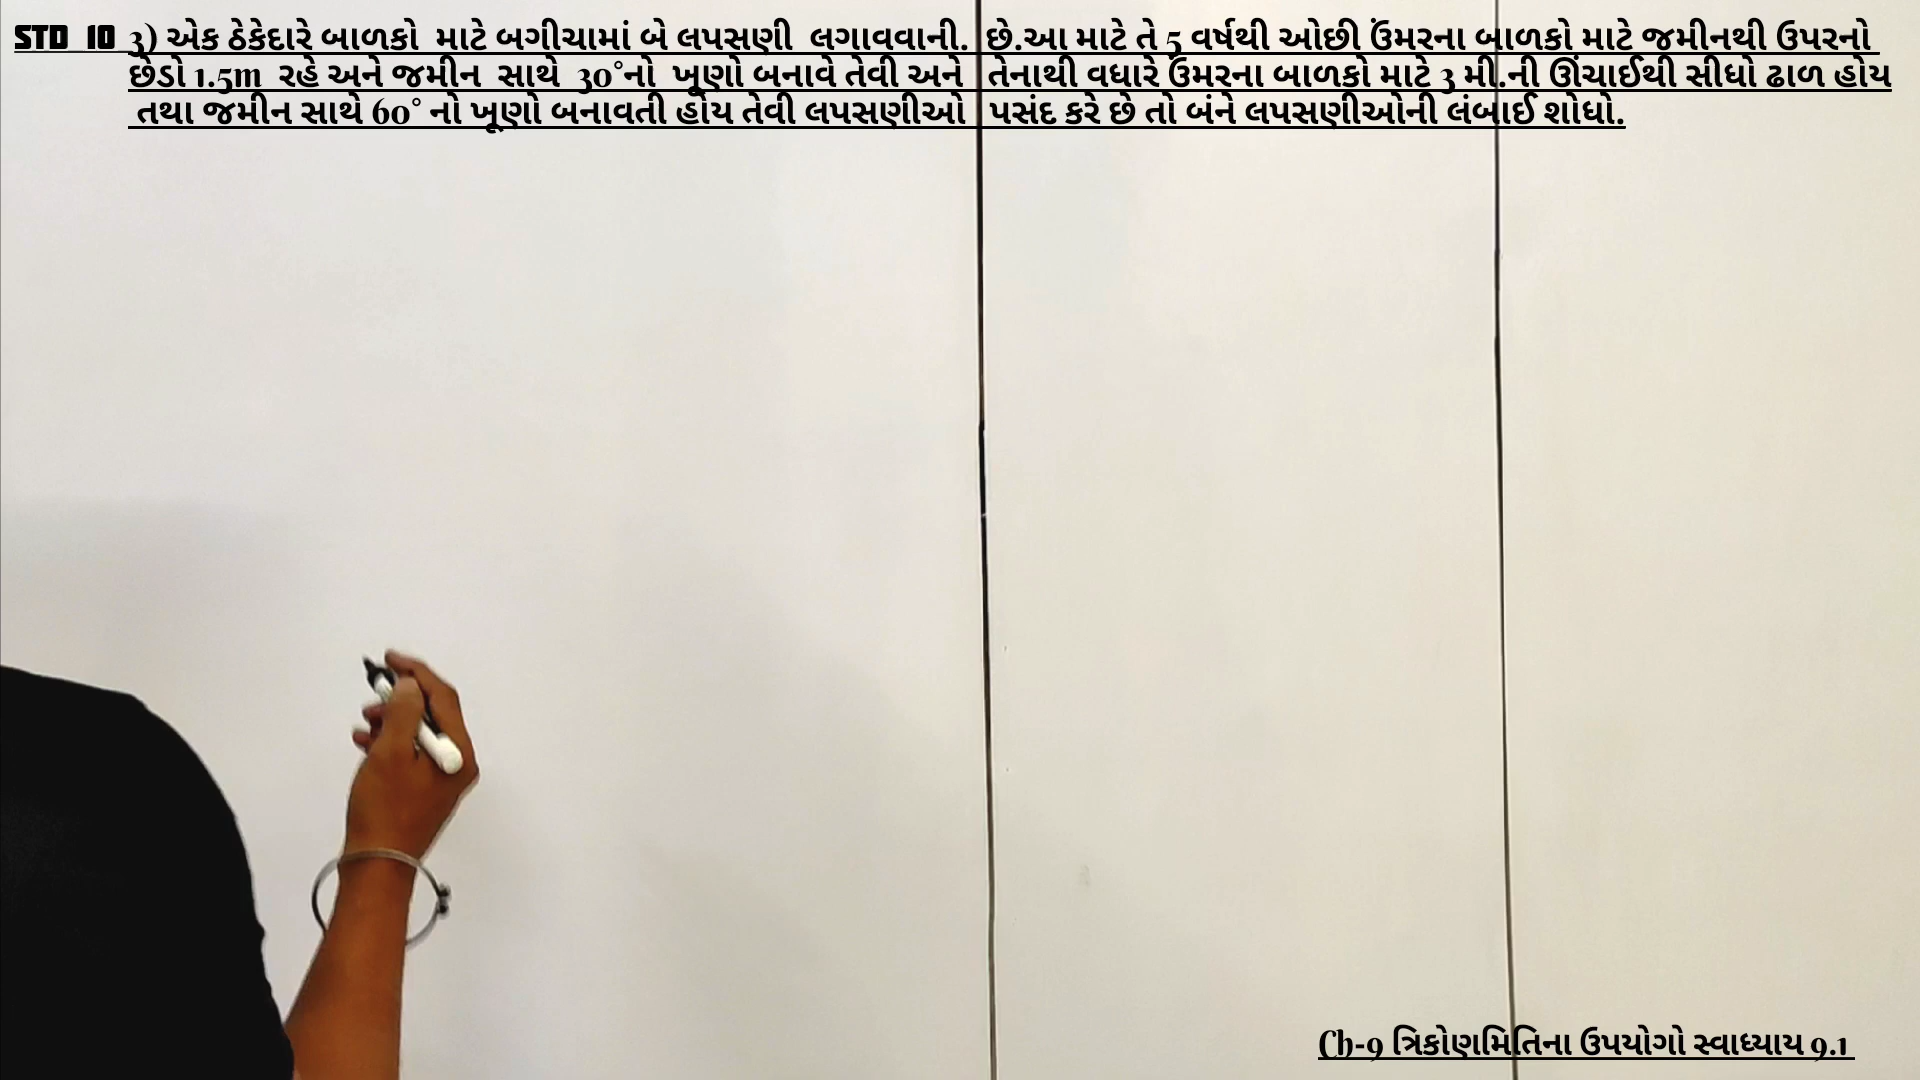 STD 10 3) એક ઠેકેદારે બાળકો માટે બગીચામાં બે લપસણી લગાવવાની. છે.આ માટે તે 5 વર્ષથી ઓછી ઉંમરના બાળકો માટે જમીનથી ઉપરનો
છેડો 1.5m રહે અને જમીન સાથે 30°નો ખૂણો બનાવે તેવી અને તેનાથી વધારે ઉંમરના બાળકો માટે 3 મી.ની ઊંચાઈથી સીધો ઢાળ હોય
તથા જમીન સાથે 60° નો ખૂણો બનાવતી હોય તેવી લપસણીઓ પસંદ કરે છે તો બંને લપસણીઓની લંબાઈ શોધો.
Ch-9 ત્રિકોણમિતિના ઉપયોગો સ્વાધ્યાય 9.1